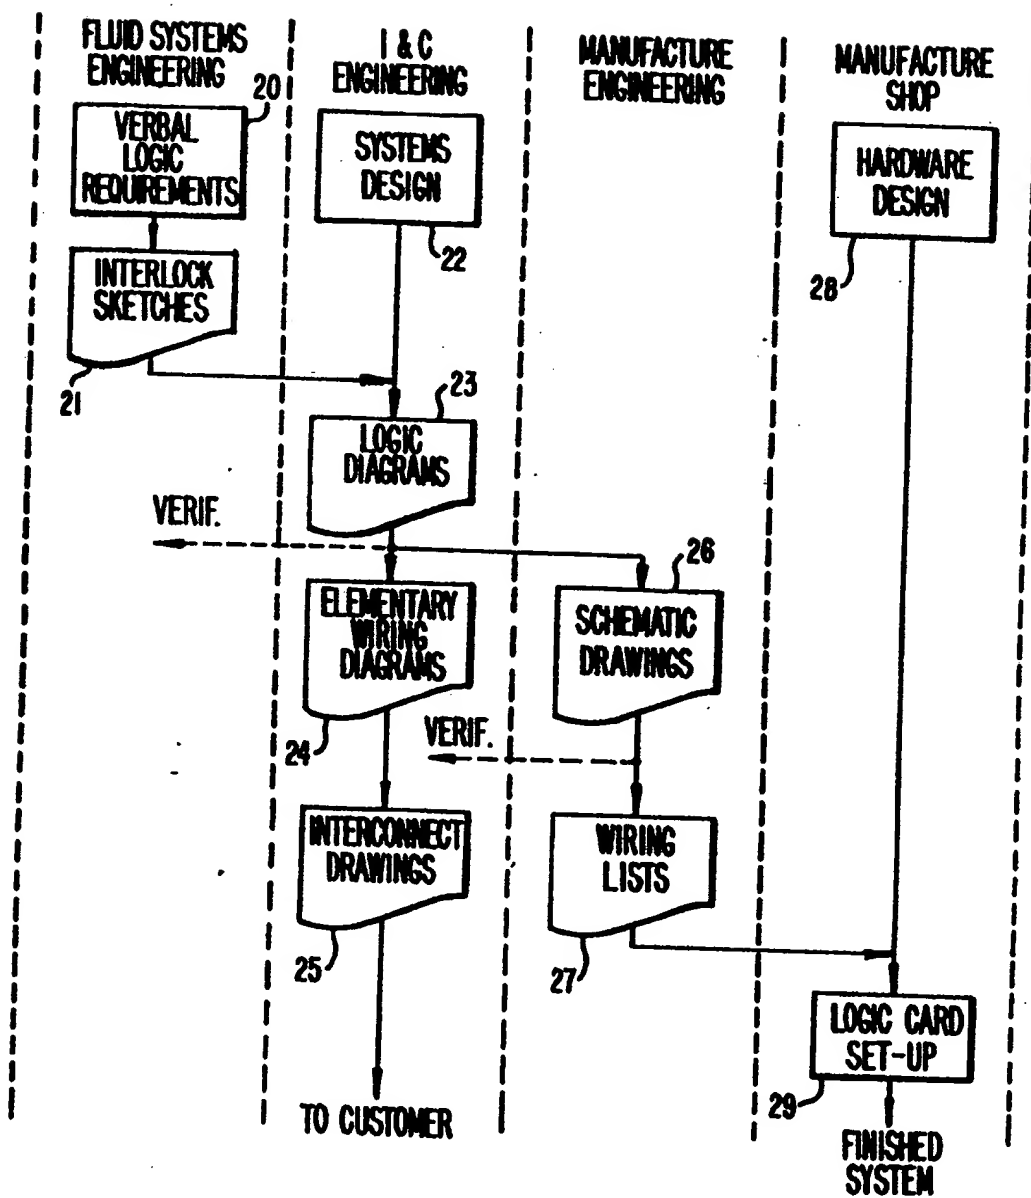 FLUID SYSTEMS
ENGINEERING
20
VERBAL
LOGIC
REQUIREMENTS
INTERLOCK
SKETCHES
21
I & C
ENGINEERING
SYSTEMS
DESIGN
22
23
LOGIC
DIAGRAMS
VERIF.
ELEMENTARY
WIRING
DIAGRAMS
24
INTERCONNECT
DRAWINGS
25
TO CUSTOMER
MANUFACTURE
ENGINEERING
26
SCHEMATIC
DRAWINGS
VERIF.
WIRING
LISTS
27
MANUFACTURE
SHOP
HARDWARE
DESIGN
28
LOGIC CARD
SET-UP
29
FINISHED
SYSTEM